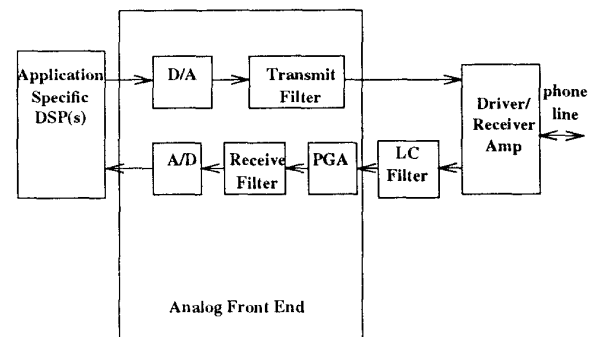 Application
Specific
DSP(s)
D/A
Transmit
Filter
Driver/
Receiver
Amp
phone
line
A/D
Receive
Filter
PGA
LC
Filter
Analog Front End